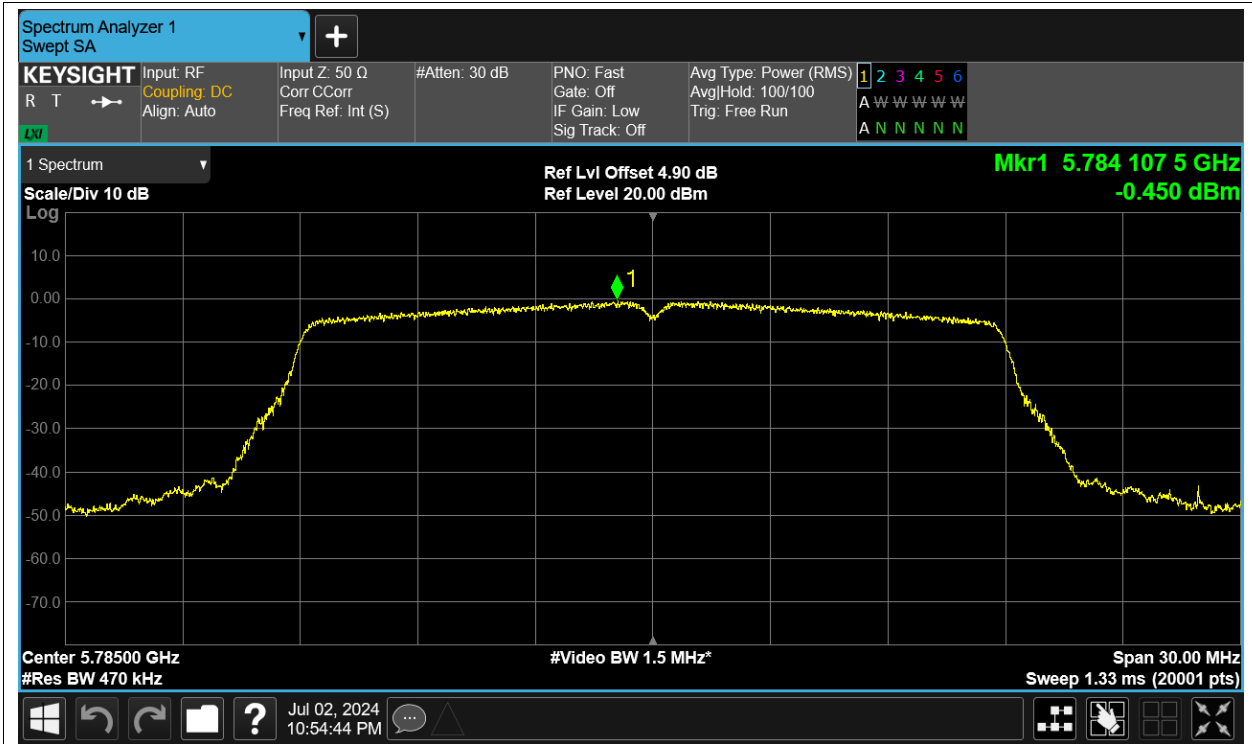 Spectrum Analyzer 1
Swept SA
+
KEYSIGHT
R T
LXI
Input: RF
Coupling: DC
Align: Auto
Input Z: 50 Ω
Corr CCorr
Freq Ref: Int (S)
#Atten: 30 dB
PNO: Fast
Gate: Off
IF Gain: Low
Sig Track: Off
Avg Type: Power (RMS)
Avg|Hold: 100/100
Trig: Free Run
1 2 3 4 5 6
A W W W W W
A N N N N N
1 Spectrum
Scale/Div 10 dB
Ref Lvl Offset 4.90 dB
Ref Level 20.00 dBm
Mkr1 5.784 107 5 GHz
-0.450 dBm
Log
10.0
0.00
-10.0
-20.0
-30.0
-40.0
-50.0
-60.0
-70.0
1
Center 5.78500 GHz
#Res BW 470 kHz
#Video BW 1.5 MHz*
Span 30.00 MHz
Sweep 1.33 ms (20001 pts)
?
Jul 02, 2024
10:54:44 PM